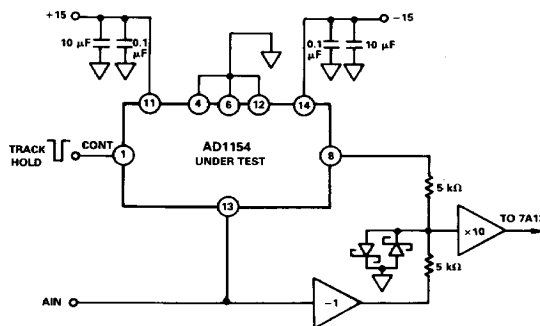 +15
-15
10 µF
0.1 µF
0.1 µF
10 µF
11
4
6
12
14
TRACK HOLD
CONT
1
AD1154
UNDER TEST
8
13
5 kΩ
×10
TO 7A13
5 kΩ
AIN
-1